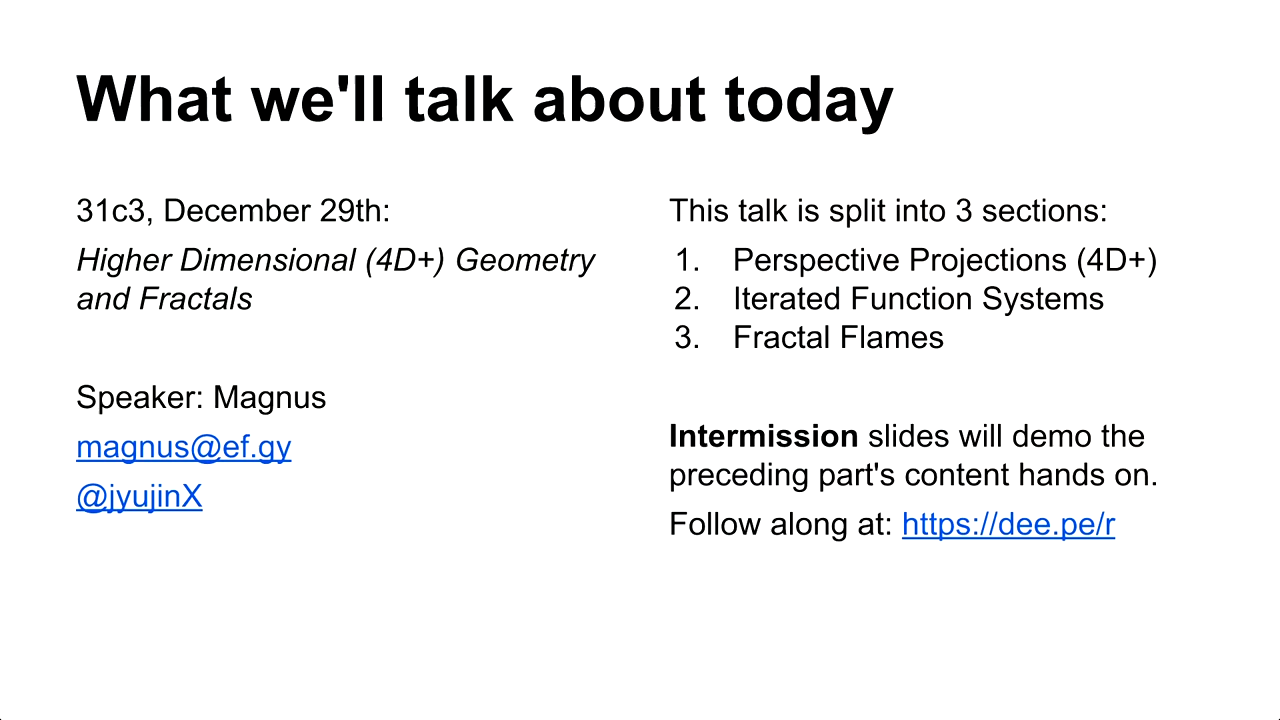 What we'll talk about today
31c3, December 29th:
Higher Dimensional (4D+) Geometry
and Fractals
Speaker: Magnus
magnus@ef.gy
@jyujinX
This talk is split into 3 sections:
1. Perspective Projections (4D+)
2. Iterated Function Systems
3. Fractal Flames
Intermission slides will demo the
preceding part's content hands on.
Follow along at: https://dee.pe/r